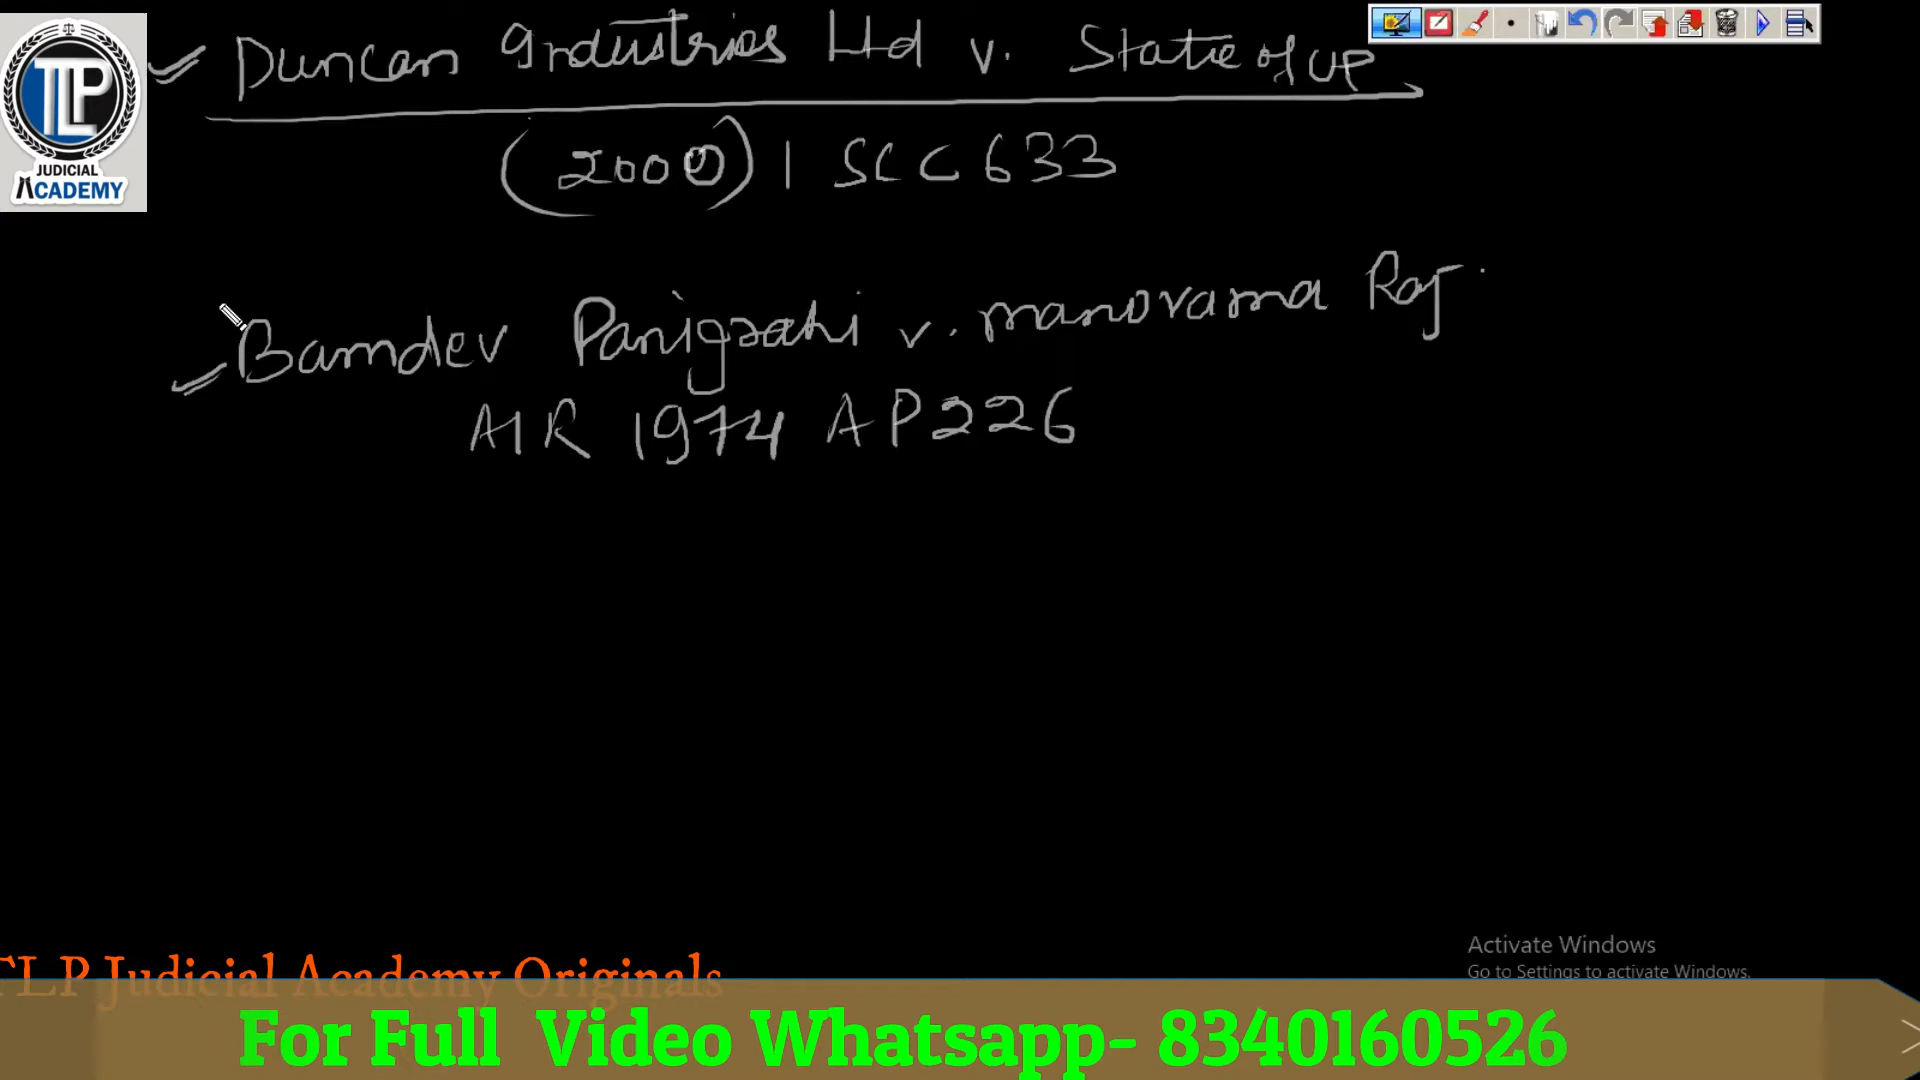 TLP
JUDICIAL
ACADEMY
Duncan Industries Ltd v. State of UP
(2000) 1 SCC 633
Bamdev Panigrahi v. manorama Raj.
AIR 1974 AP 226
Activate Windows
Go to Settings to activate Windows.
TLP Judicial Academy Originals
For Full Video Whatsapp- 8340160526